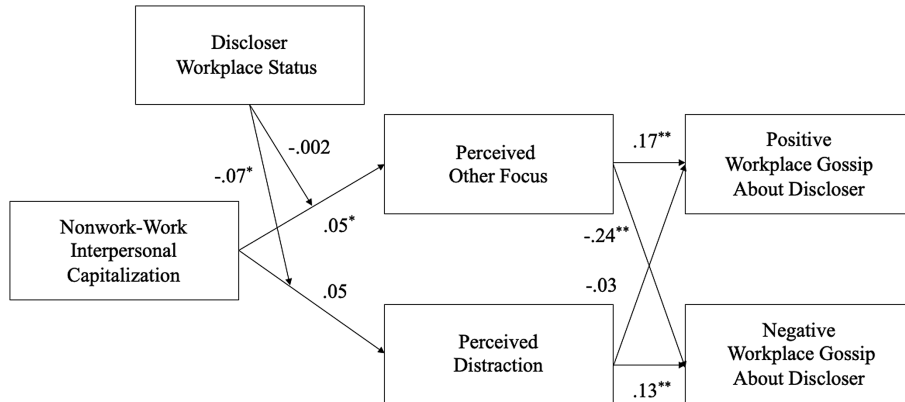 Discloser
Workplace Status
-.002
-.07*
Perceived
Other Focus
.17**
Positive
Workplace Gossip
About Discloser
Nonwork-Work
Interpersonal
Capitalization
.05*
-.24**
.05
-.03
Perceived
Distraction
.13**
Negative
Workplace Gossip
About Discloser